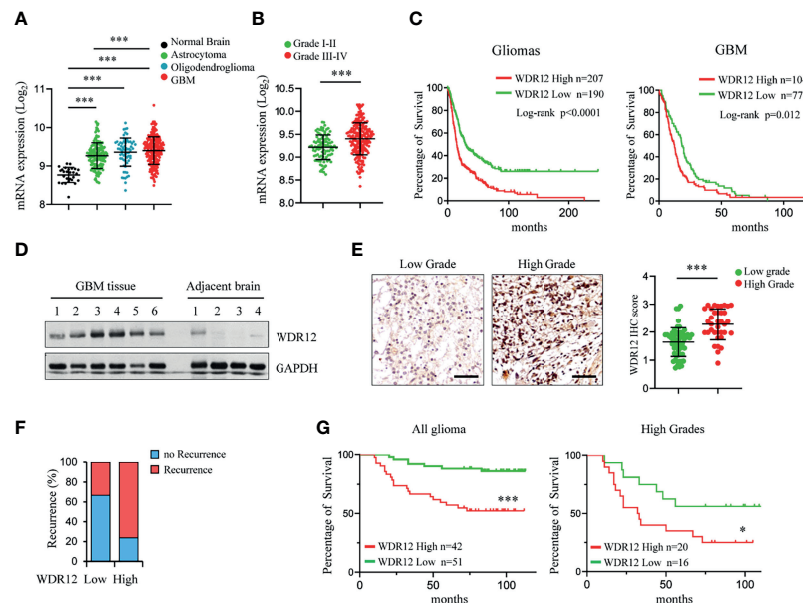 A
mRNA expression (Log2)
11
10
9
8
***
***
***
***
Normal Brain
Astrocytoma
Oligodendroglioma
GBM
B
Grade I-II
Grade III-IV
***
mRNA expression (Log2)
10.5
10.0
9.5
9.0
8.5
8.0
C
Gliomas
WDR12 High n=207
WDR12 Low n=190
Log-rank p<0.0001
Percentage of Survival
100
80
60
40
20
0
0 100 200
months
GBM
WDR12 High n=10
WDR12 Low n=77
Log-rank p=0.012
Percentage of Survival
100
80
60
40
20
0
0 50 100
months
D
GBM tissue
Adjacent brain
1 2 3 4 5 6
1 2 3 4
WDR12
GAPDH
E
Low Grade
High Grade
Low grade
High Grade
***
WDR12 IHC score
4
3
2
1
0
F
no Recurrence
Recurrence
Recurrence (%)
100
80
60
40
20
0
WDR12 Low High
G
All glioma
Percentage of Survival
100
50
0
***
WDR12 High n=42
WDR12 Low n=51
0 50 100
months
High Grades
Percentage of Survival
100
50
0
*
WDR12 High n=20
WDR12 Low n=16
0 50 100
months